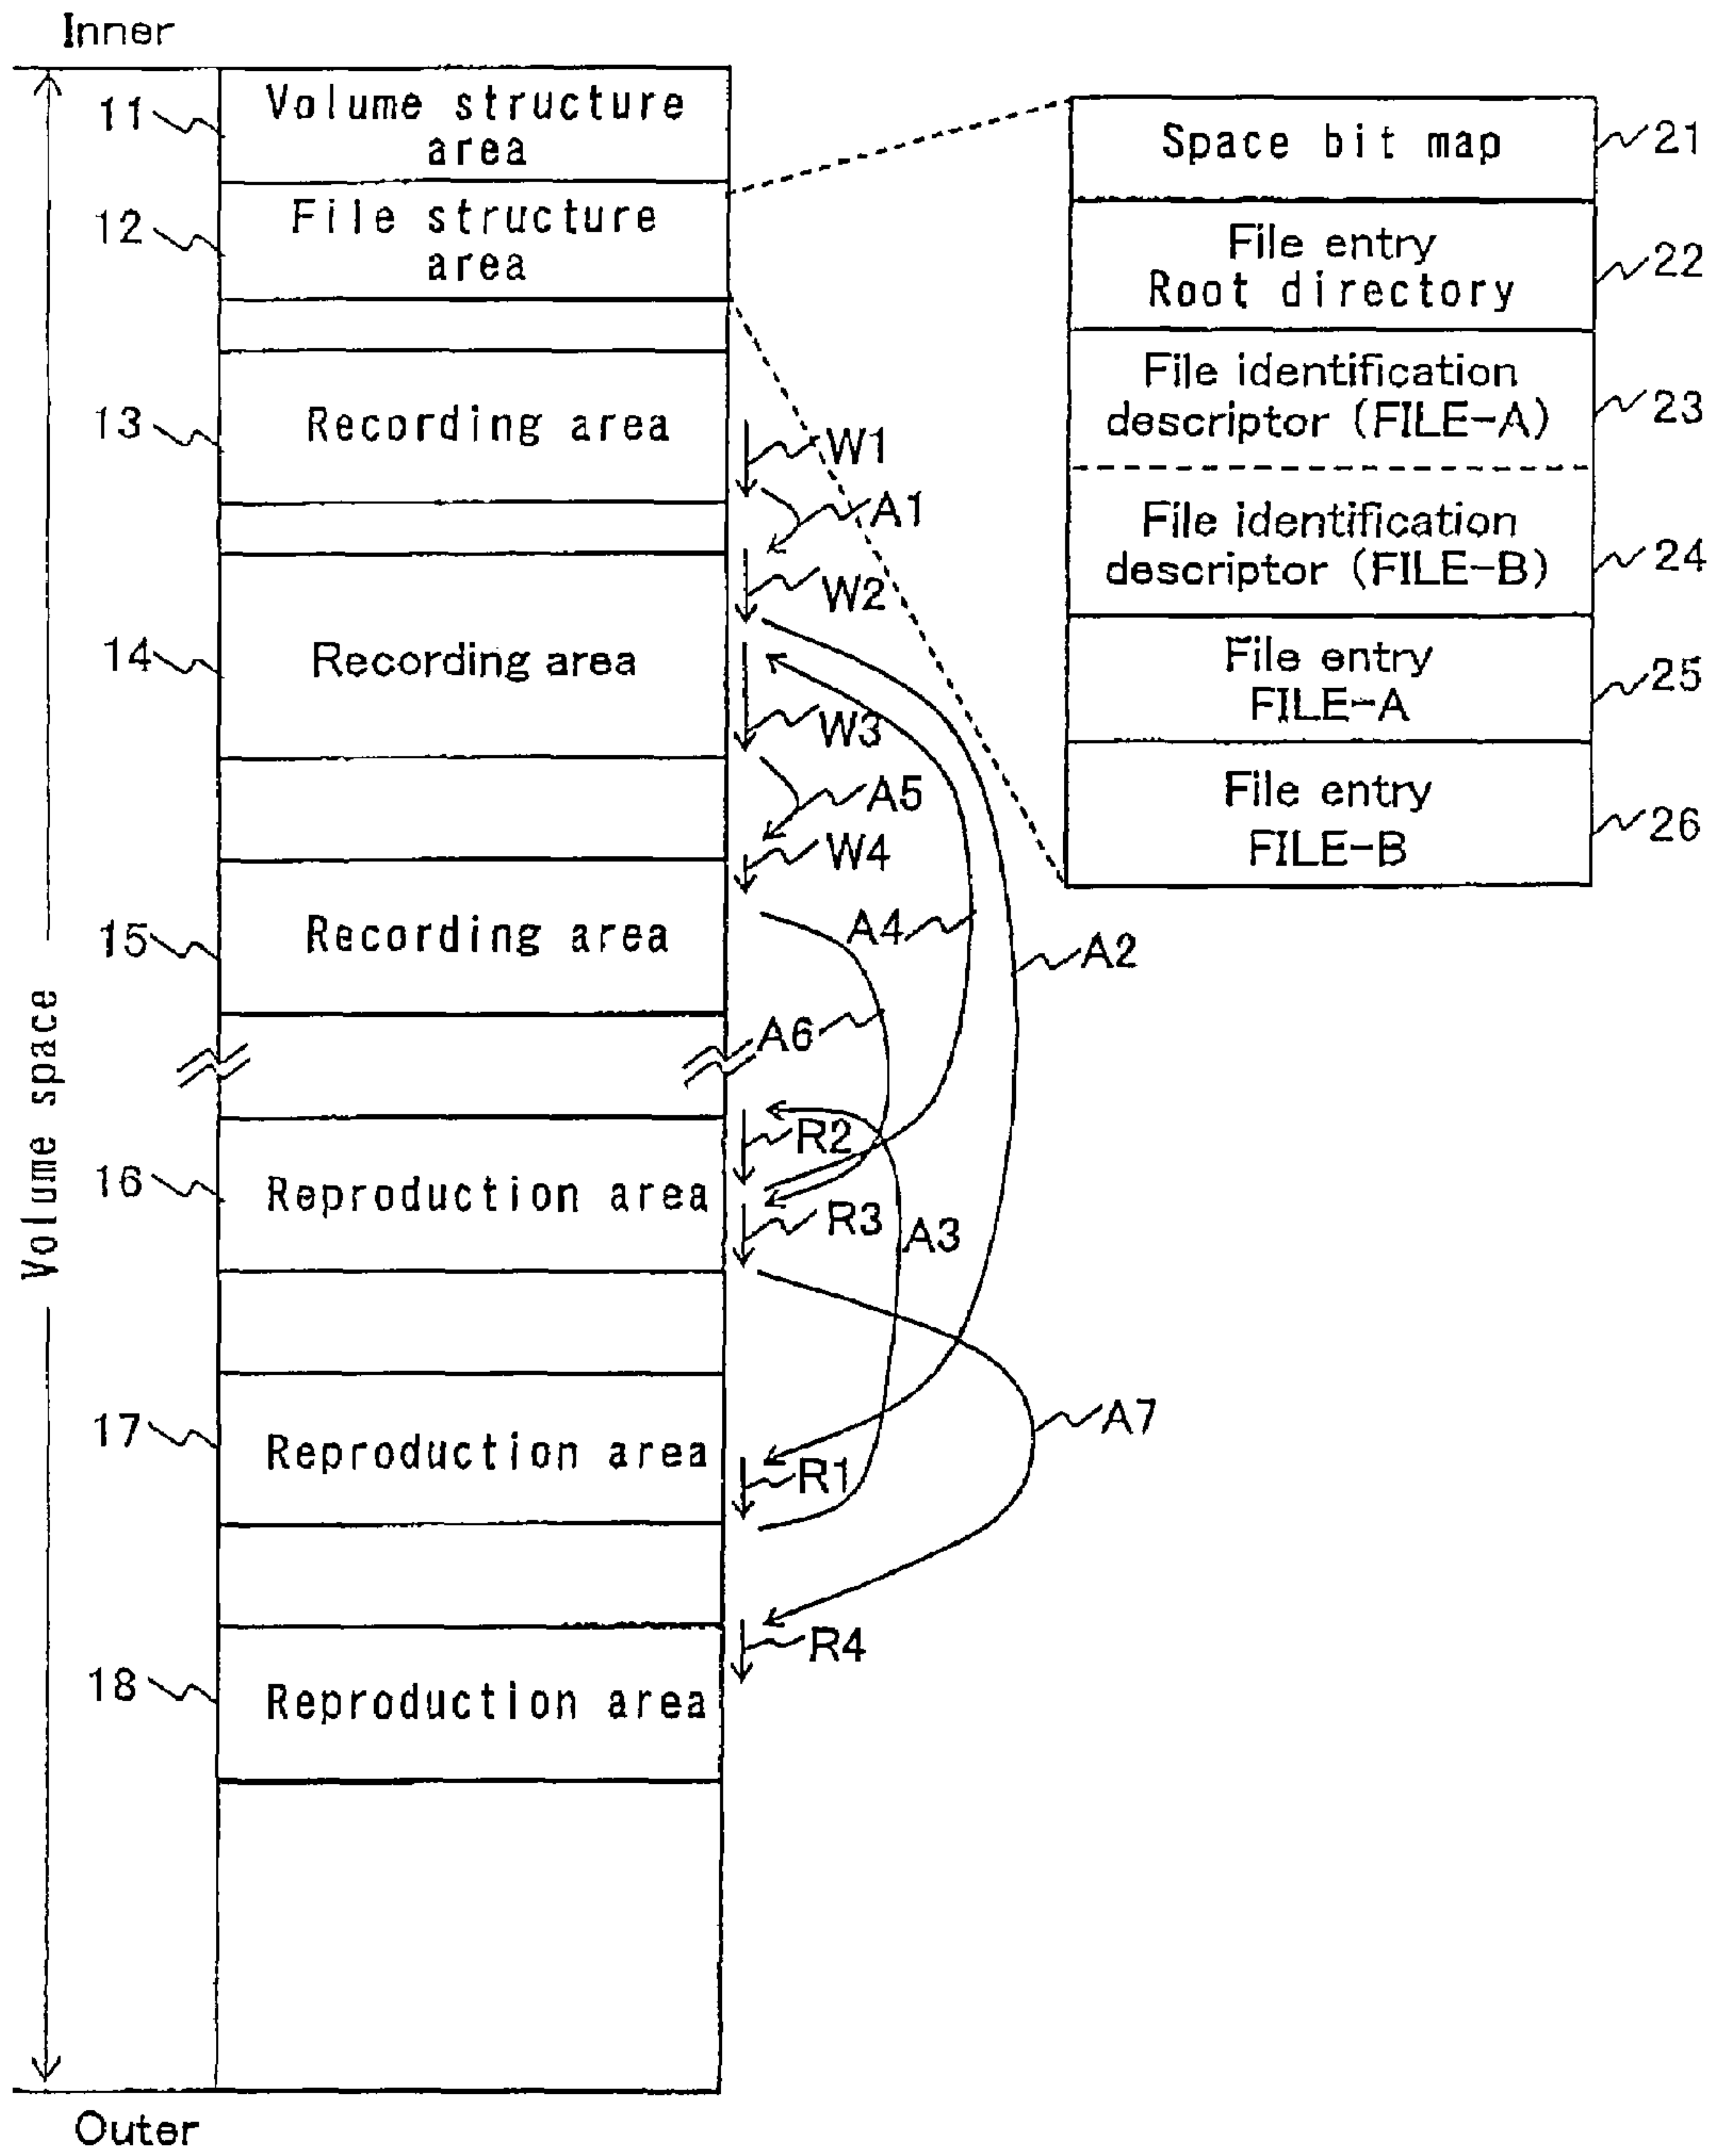 Inner
11
Volume structure
area
12
File structure
area
13
Recording area
W1
A1
W2
14
Recording area
W3
A5
W4
15
Recording area
A4
A2
A6
Volume space
R2
16
Reproduction area
R3
A3
17
Reproduction area
A7
R1
R4
18
Reproduction area
Outer
Space bit map
21
File entry
Root directory
22
File identification
descriptor (FILE-A)
23
File identification
descriptor (FILE-B)
24
File entry
FILE-A
25
File entry
FILE-B
26